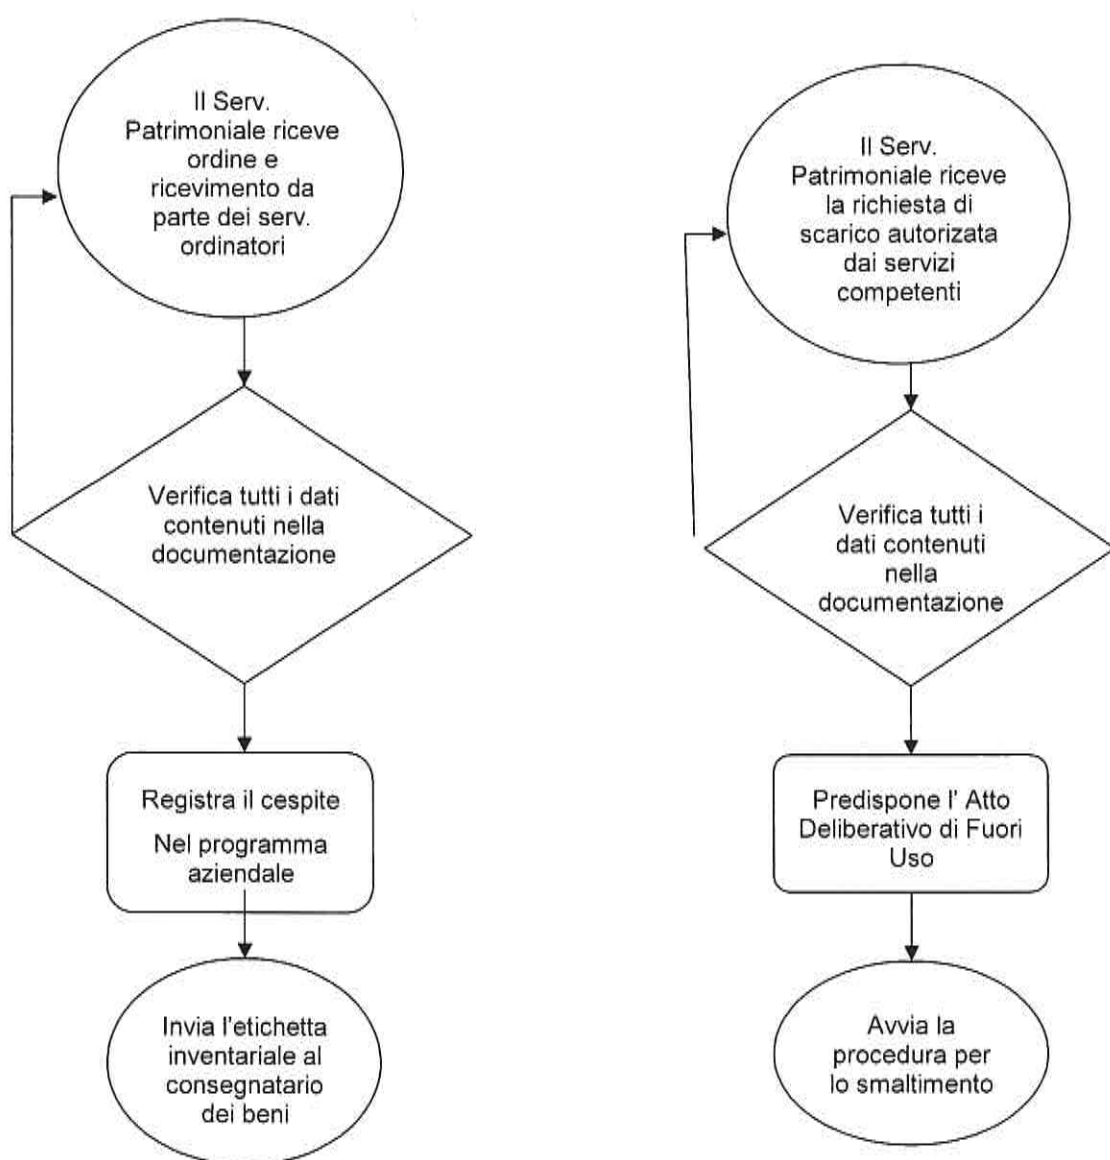 Il Serv.
Patrimoniale riceve
ordine e
ricevimento da
parte dei serv.
ordinatori
Verifica tutti i dati
contenuti nella
documentazione
Registra il cespite
Nel programma
aziendale
Invia l'etichetta
inventariale al
consegnatario
dei beni
Il Serv.
Patrimoniale riceve
la richiesta di
scarico autorizata
dai servizi
competenti
Verifica tutti i
dati contenuti
nella
documentazione
Predispone l' Atto
Deliberativo di Fuori
Uso
Avvia la
procedura per
lo smaltimento